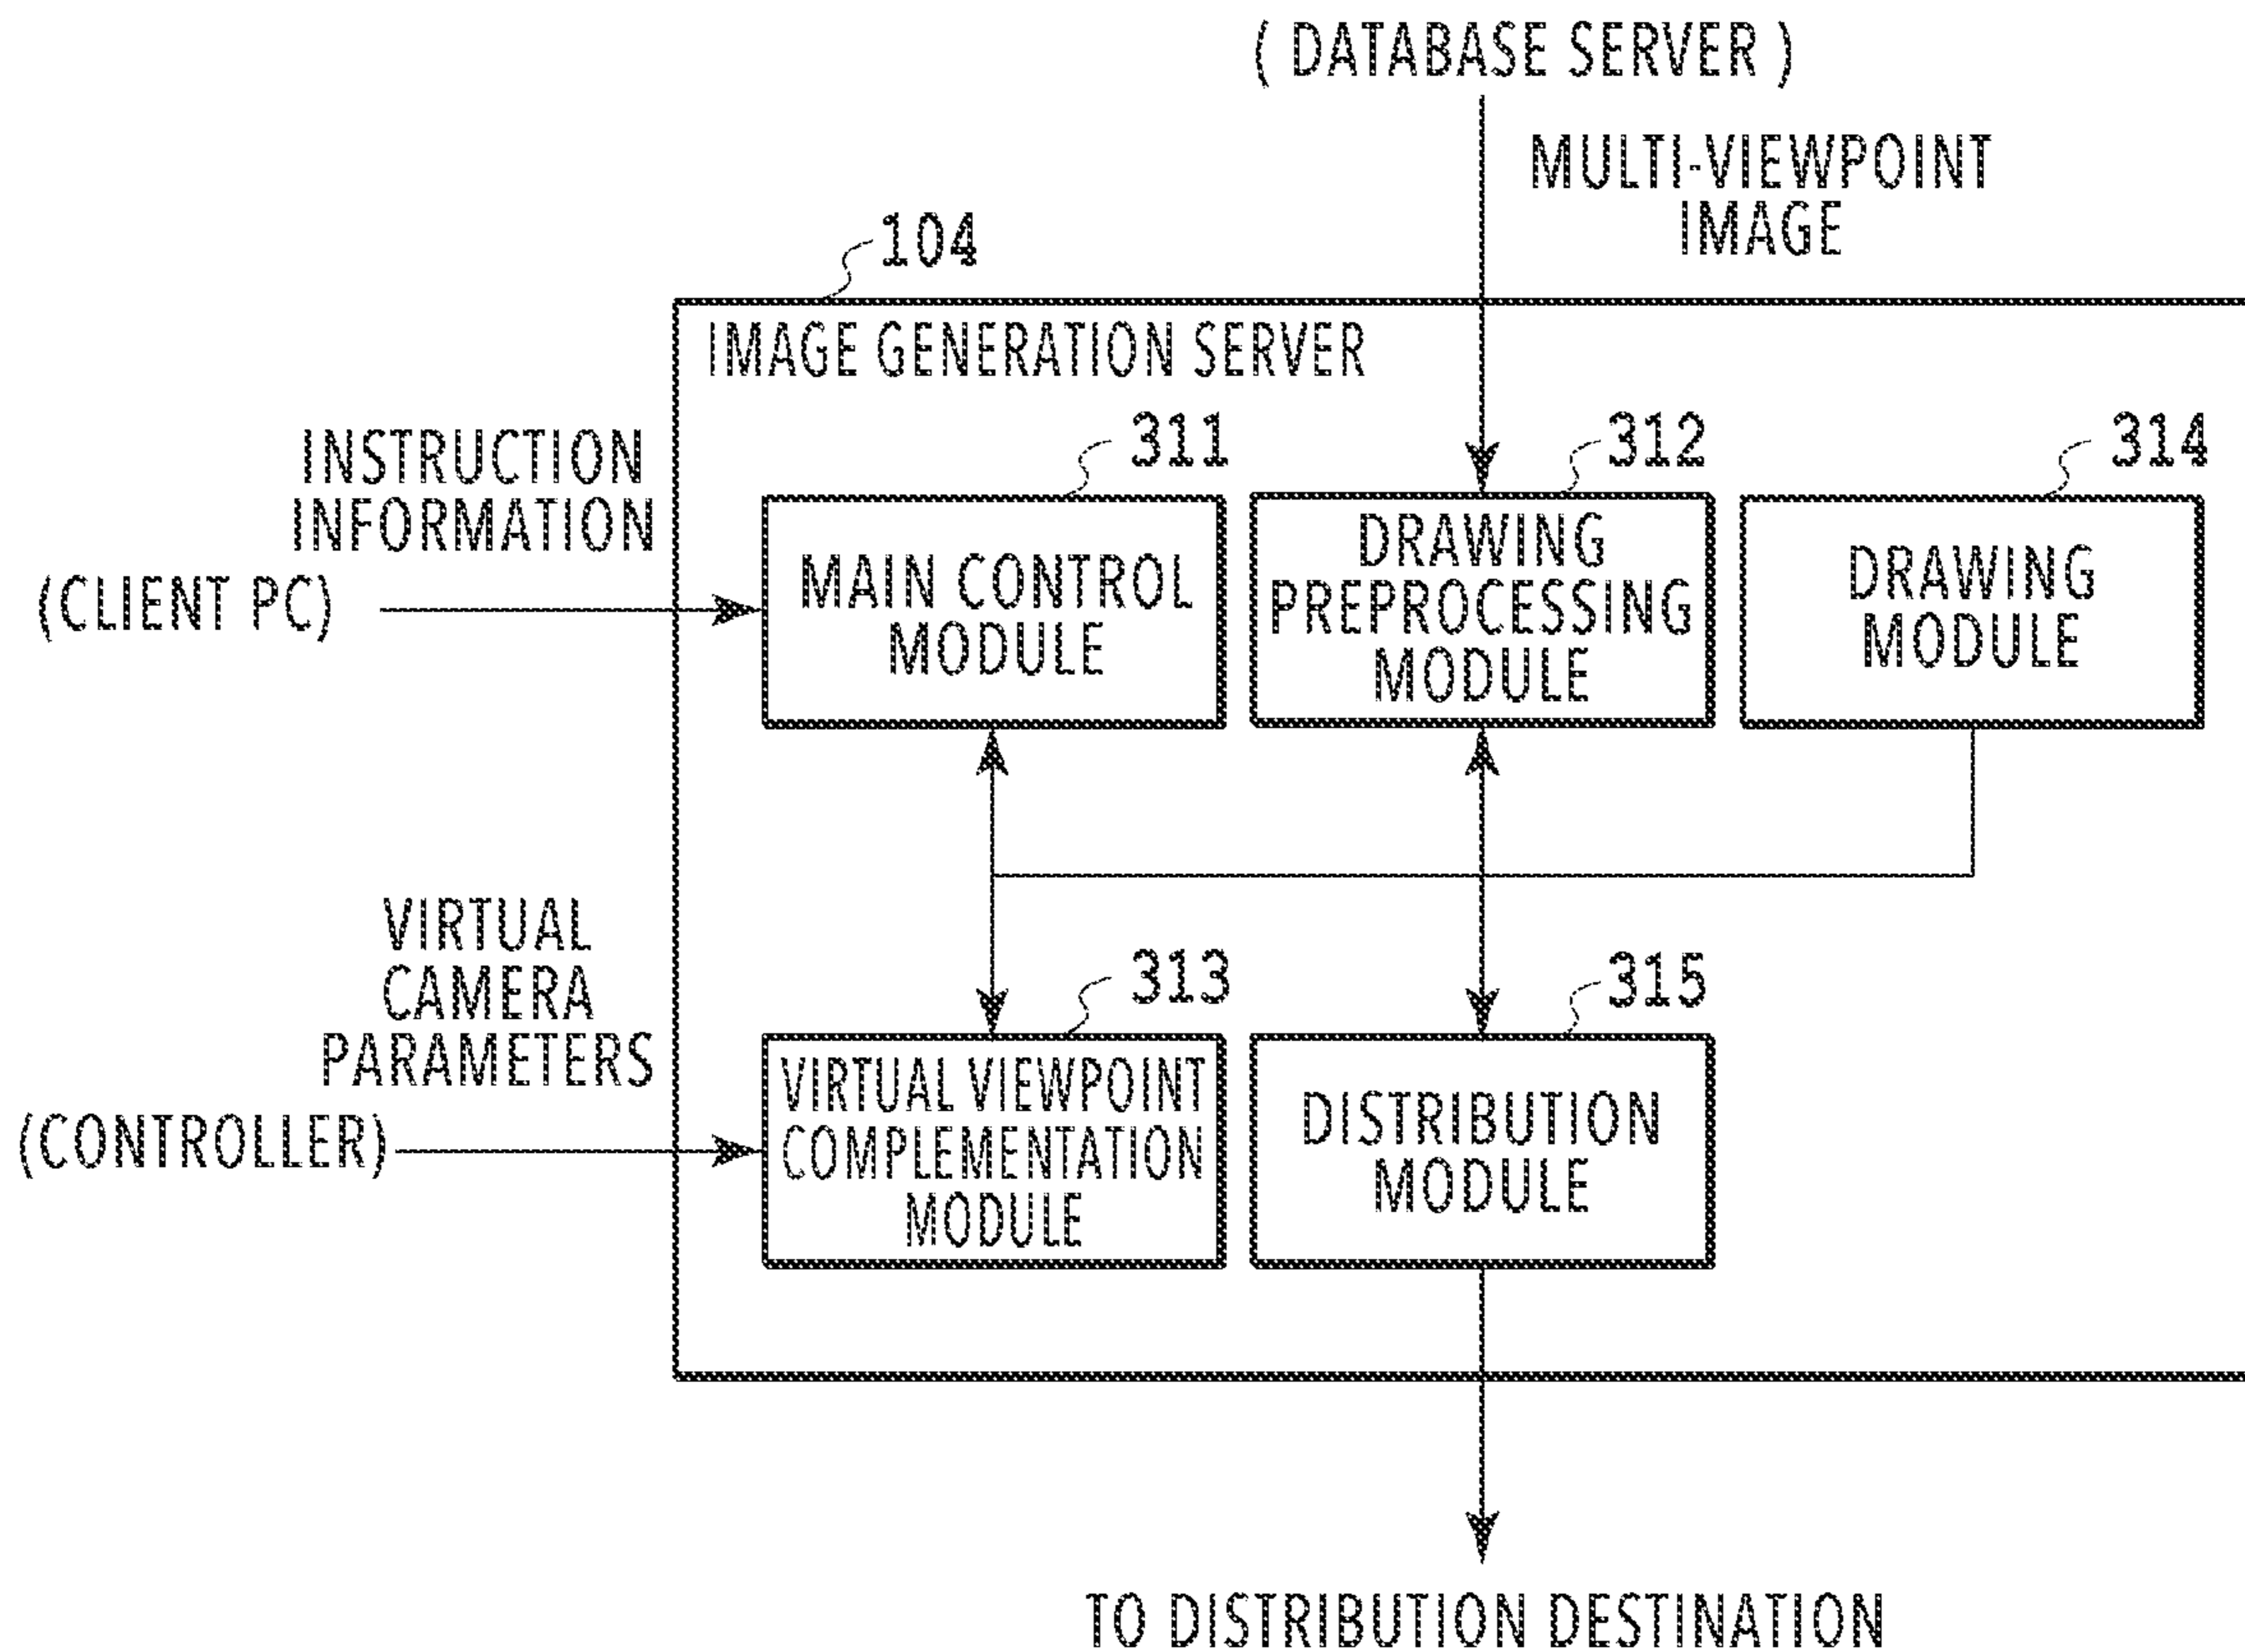 ( DATABASE SERVER )
MULTI-VIEWPOINT
IMAGE
104
IMAGE GENERATION SERVER
INSTRUCTION
INFORMATION
(CLIENT PC)
311
MAIN CONTROL
MODULE
312
DRAWING
PREPROCESSING
MODULE
314
DRAWING
MODULE
VIRTUAL
CAMERA
PARAMETERS
(CONTROLLER)
313
VIRTUAL VIEWPOINT
COMPLEMENTATION
MODULE
315
DISTRIBUTION
MODULE
TO DISTRIBUTION DESTINATION